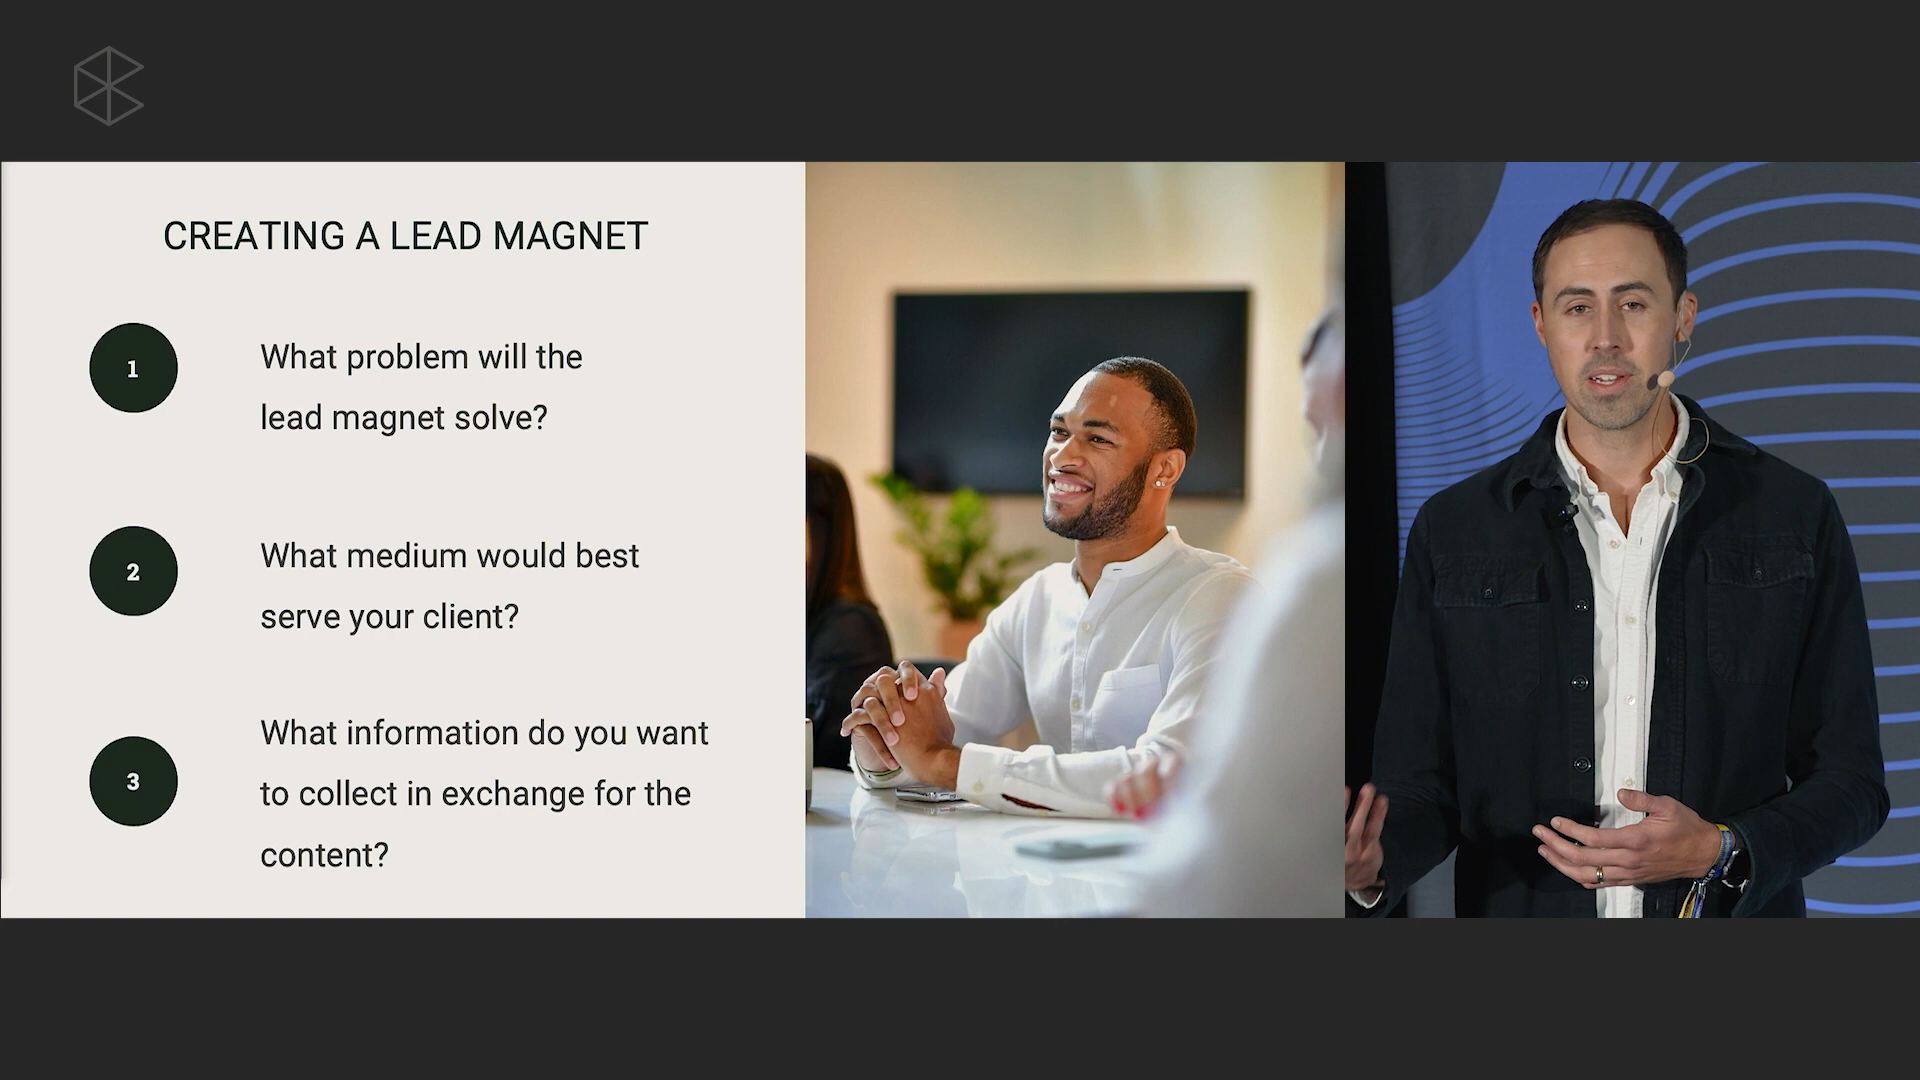 CREATING A LEAD MAGNET
1
What problem will the
lead magnet solve?
2
What medium would best
serve your client?
3
What information do you want
to collect in exchange for the
content?